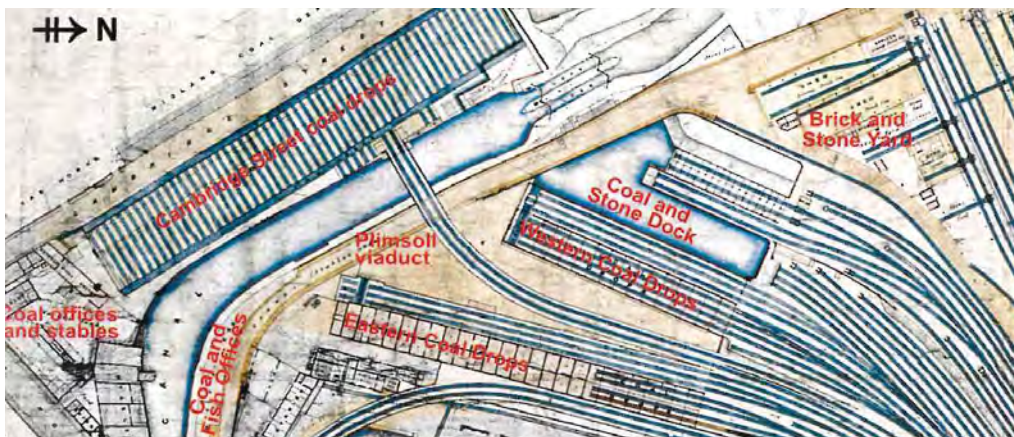 N
Cambridge Street coal drops
Brick and
Stone Yard
Coal and
Stone Dock
Plimsoll
viaduct
Western Coal Drops
Eastern Coal Drops
Coal offices
and stables
Coal and
Fish Offices